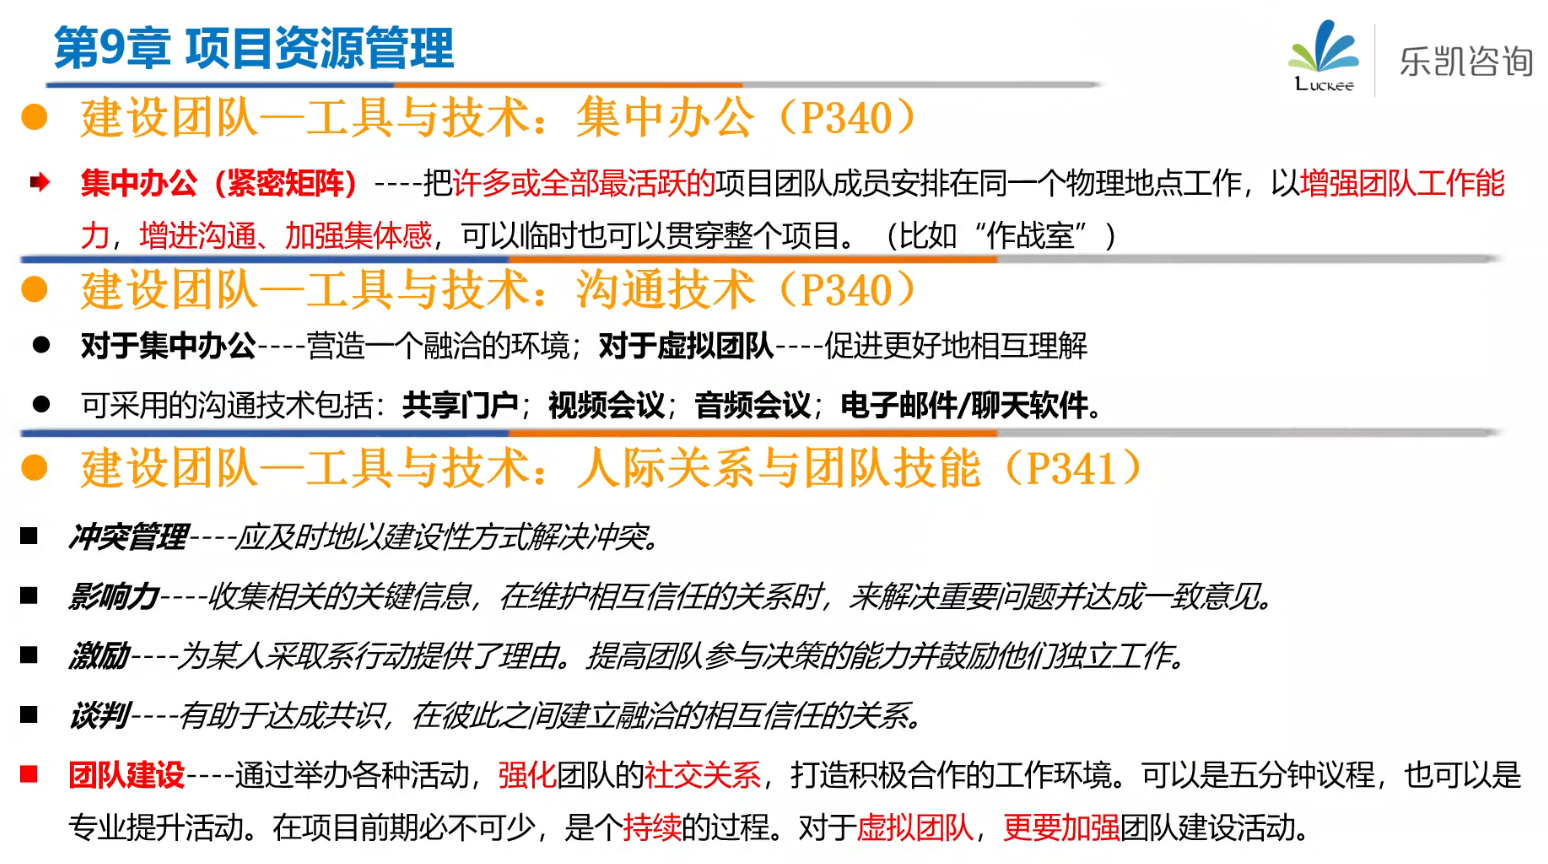 第9章 项目资源管理
Luckee
乐凯咨询
建设团队—工具与技术：集中办公（P340）
集中办公（紧密矩阵）----把许多或全部最活跃的项目团队成员安排在同一个物理地点工作，以增强团队工作能
力，增进沟通、加强集体感，可以临时也可以贯穿整个项目。（比如“作战室”）
建设团队—工具与技术：沟通技术（P340）
对于集中办公----营造一个融洽的环境；对于虚拟团队----促进更好地相互理解
可采用的沟通技术包括：共享门户；视频会议；音频会议；电子邮件/聊天软件。
建设团队—工具与技术：人际关系与团队技能（P341）
冲突管理----应及时地以建设性方式解决冲突。
影响力----收集相关的关键信息，在维护相互信任的关系时，来解决重要问题并达成一致意见。
激励----为某人采取系行动提供了理由。提高团队参与决策的能力并鼓励他们独立工作。
谈判----有助于达成共识，在彼此之间建立融洽的相互信任的关系。
团队建设----通过举办各种活动，强化团队的社交关系，打造积极合作的工作环境。可以是五分钟议程，也可以是
专业提升活动。在项目前期必不可少，是个持续的过程。对于虚拟团队，更要加强团队建设活动。